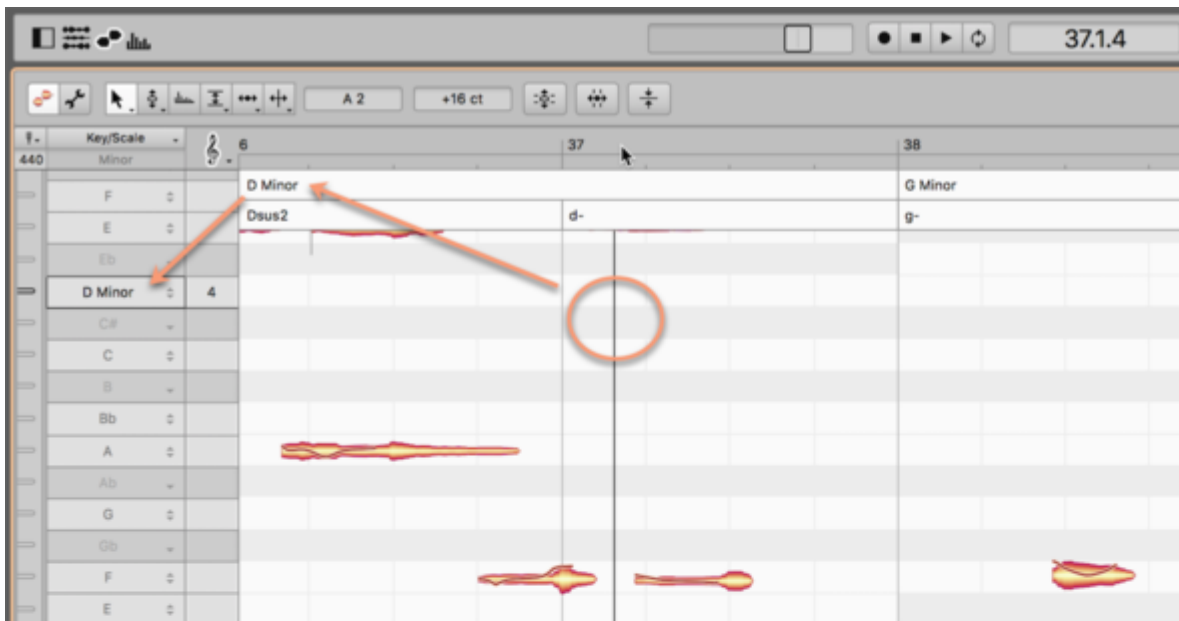 37.1.4
A 2
+16 ct
Key/Scale
6
37
38
440
Minor
D Minor
G Minor
F
Dsus2
d-
g-
E
Eb
D Minor
4
C#
C
B
Bb
A
Ab
G
Gb
F
E